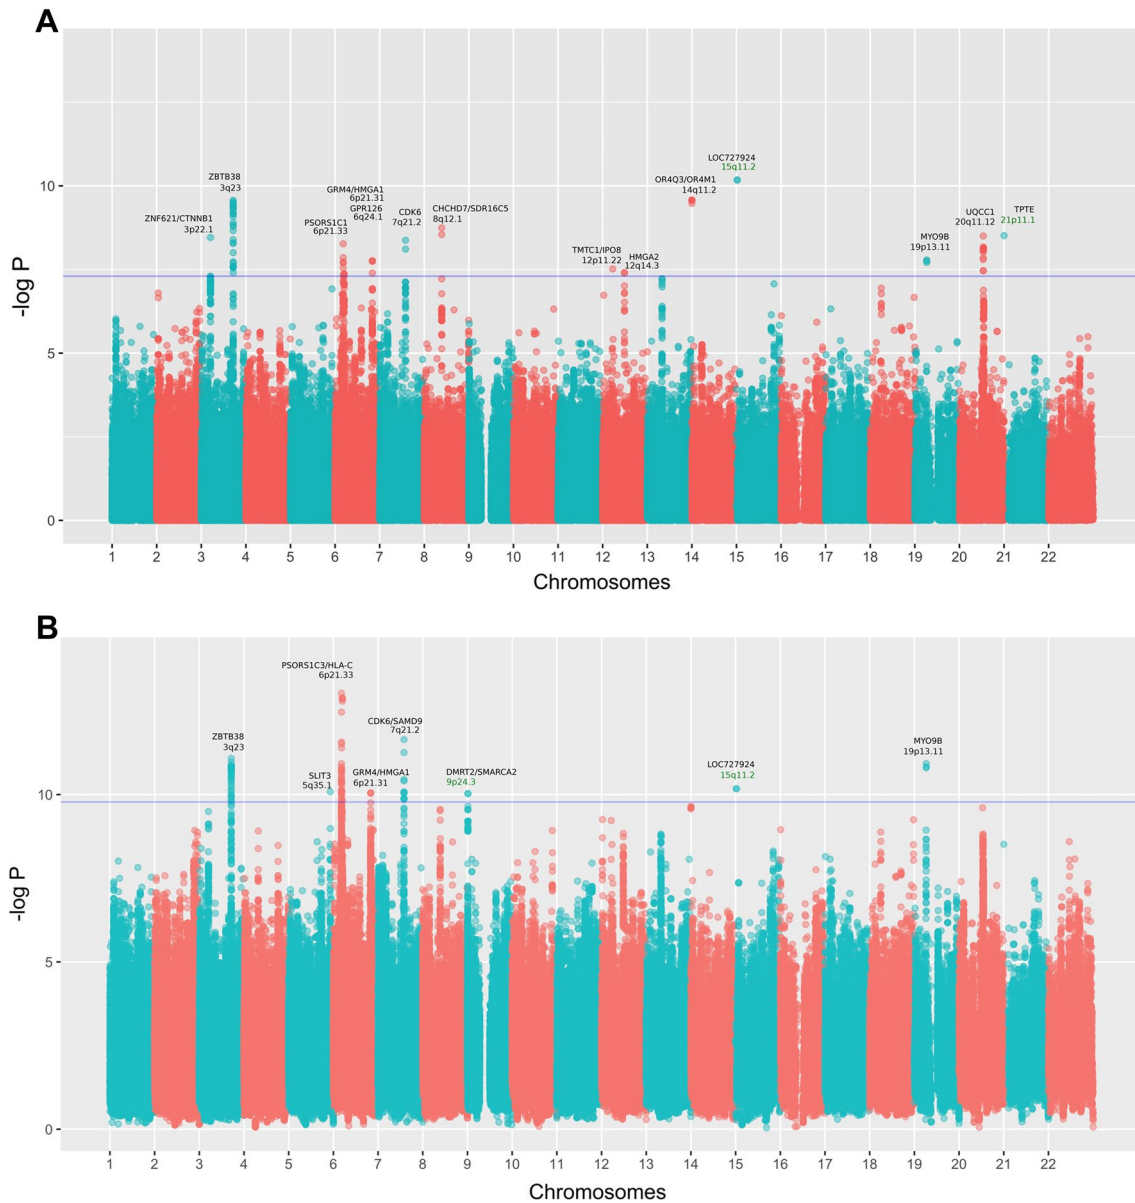 A
LOC727924
15q11.2
ZBTB38
3q23
GRM4/HMGA1
6p21.31
OR4Q3/OR4M1
14q11.2
ZNF621/CTNNB1
3p22.1
PSORS1C1
6p21.33
GPR126
6q24.1
CDK6
7q21.2
CHCHD7/SDR16C5
8q12.1
UQCC1
20q11.12
TPTE
21p11.1
TMTC1/IPO8
12p11.22
HMGA2
12q14.3
MYO9B
19p13.11
10
5
0
-log P
1 2 3 4 5 6 7 8 9 10 11 12 13 14 15 16 17 18 19 20 21 22
Chromosomes
B
PSORS1C3/HLA-C
6p21.33
ZBTB38
3q23
CDK6/SAMD9
7q21.2
MYO9B
19p13.11
SLIT3
5q35.1
GRM4/HMGA1
6p21.31
DMRT2/SMARCA2
9p24.3
LOC727924
15q11.2
10
5
0
-log P
1 2 3 4 5 6 7 8 9 10 11 12 13 14 15 16 17 18 19 20 21 22
Chromosomes